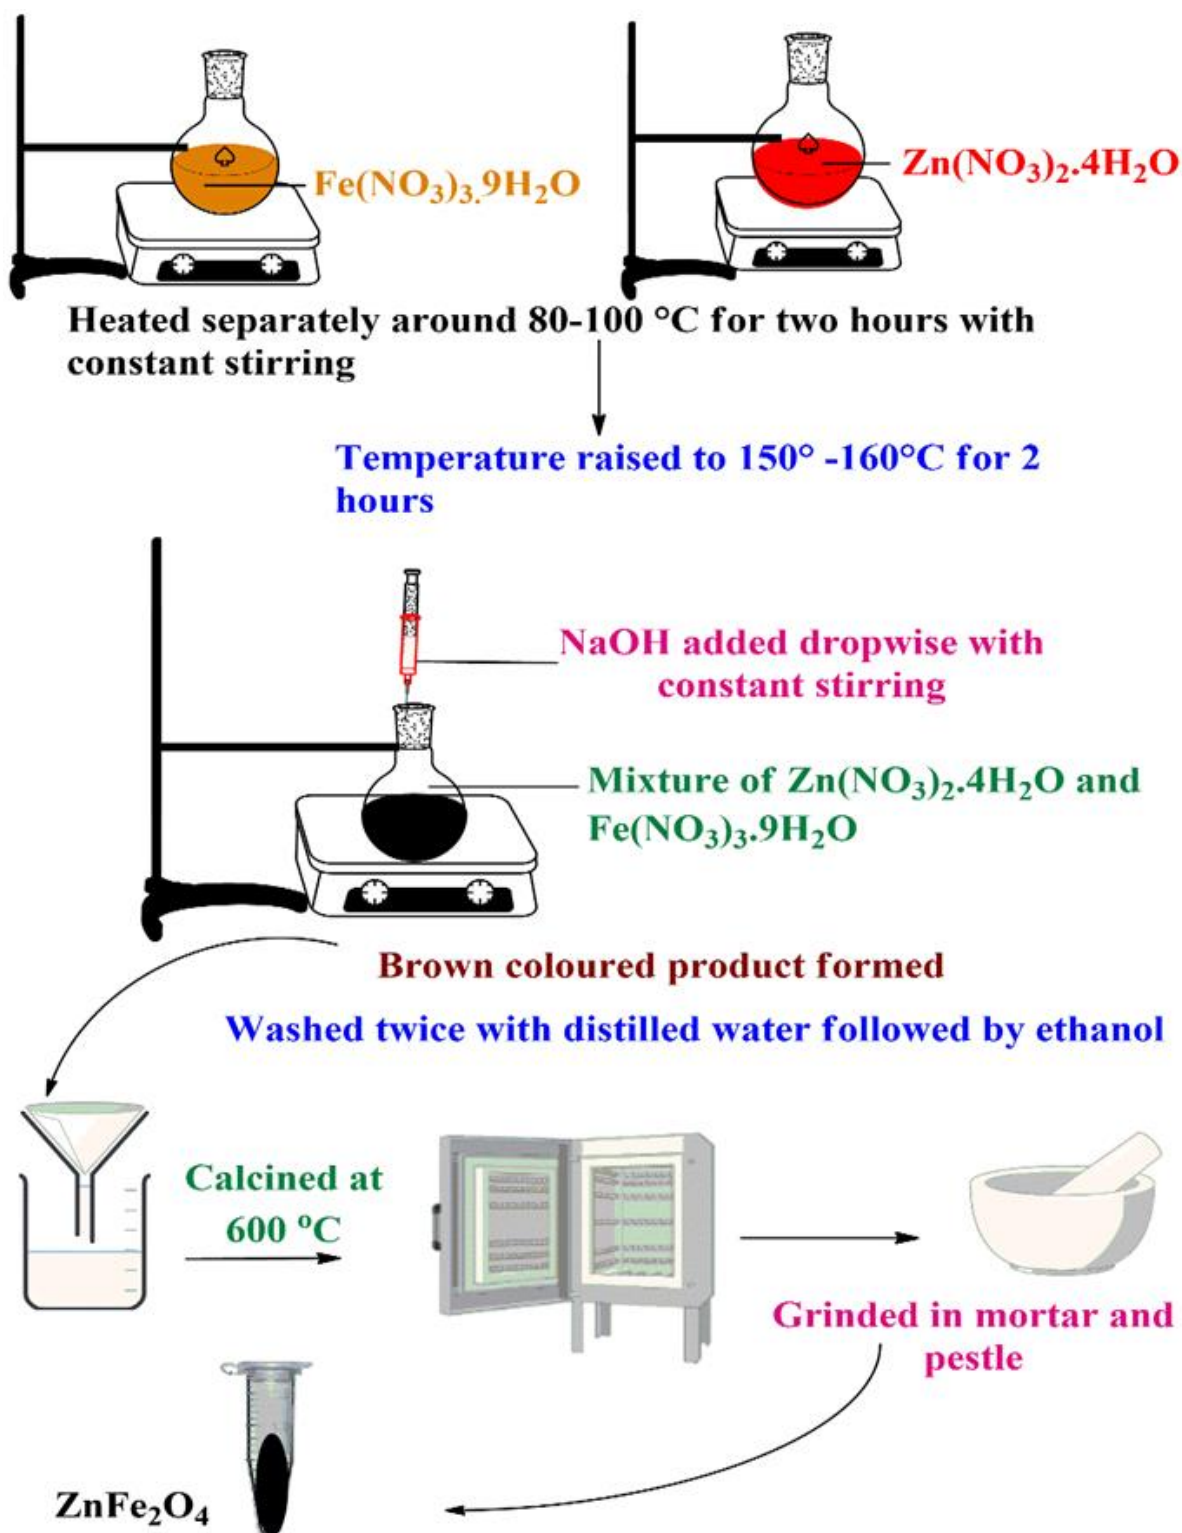 Fe(NO₃)₃.9H₂O
Zn(NO₃)₂.4H₂O
Heated separately around 80-100 °C for two hours with
constant stirring
Temperature raised to 150° -160°C for 2
hours
NaOH added dropwise with
constant stirring
Mixture of Zn(NO₃)₂.4H₂O and
Fe(NO₃)₃.9H₂O
Brown coloured product formed
Washed twice with distilled water followed by ethanol
Calcined at
600 °C
Grinded in mortar and
pestle
ZnFe₂O₄